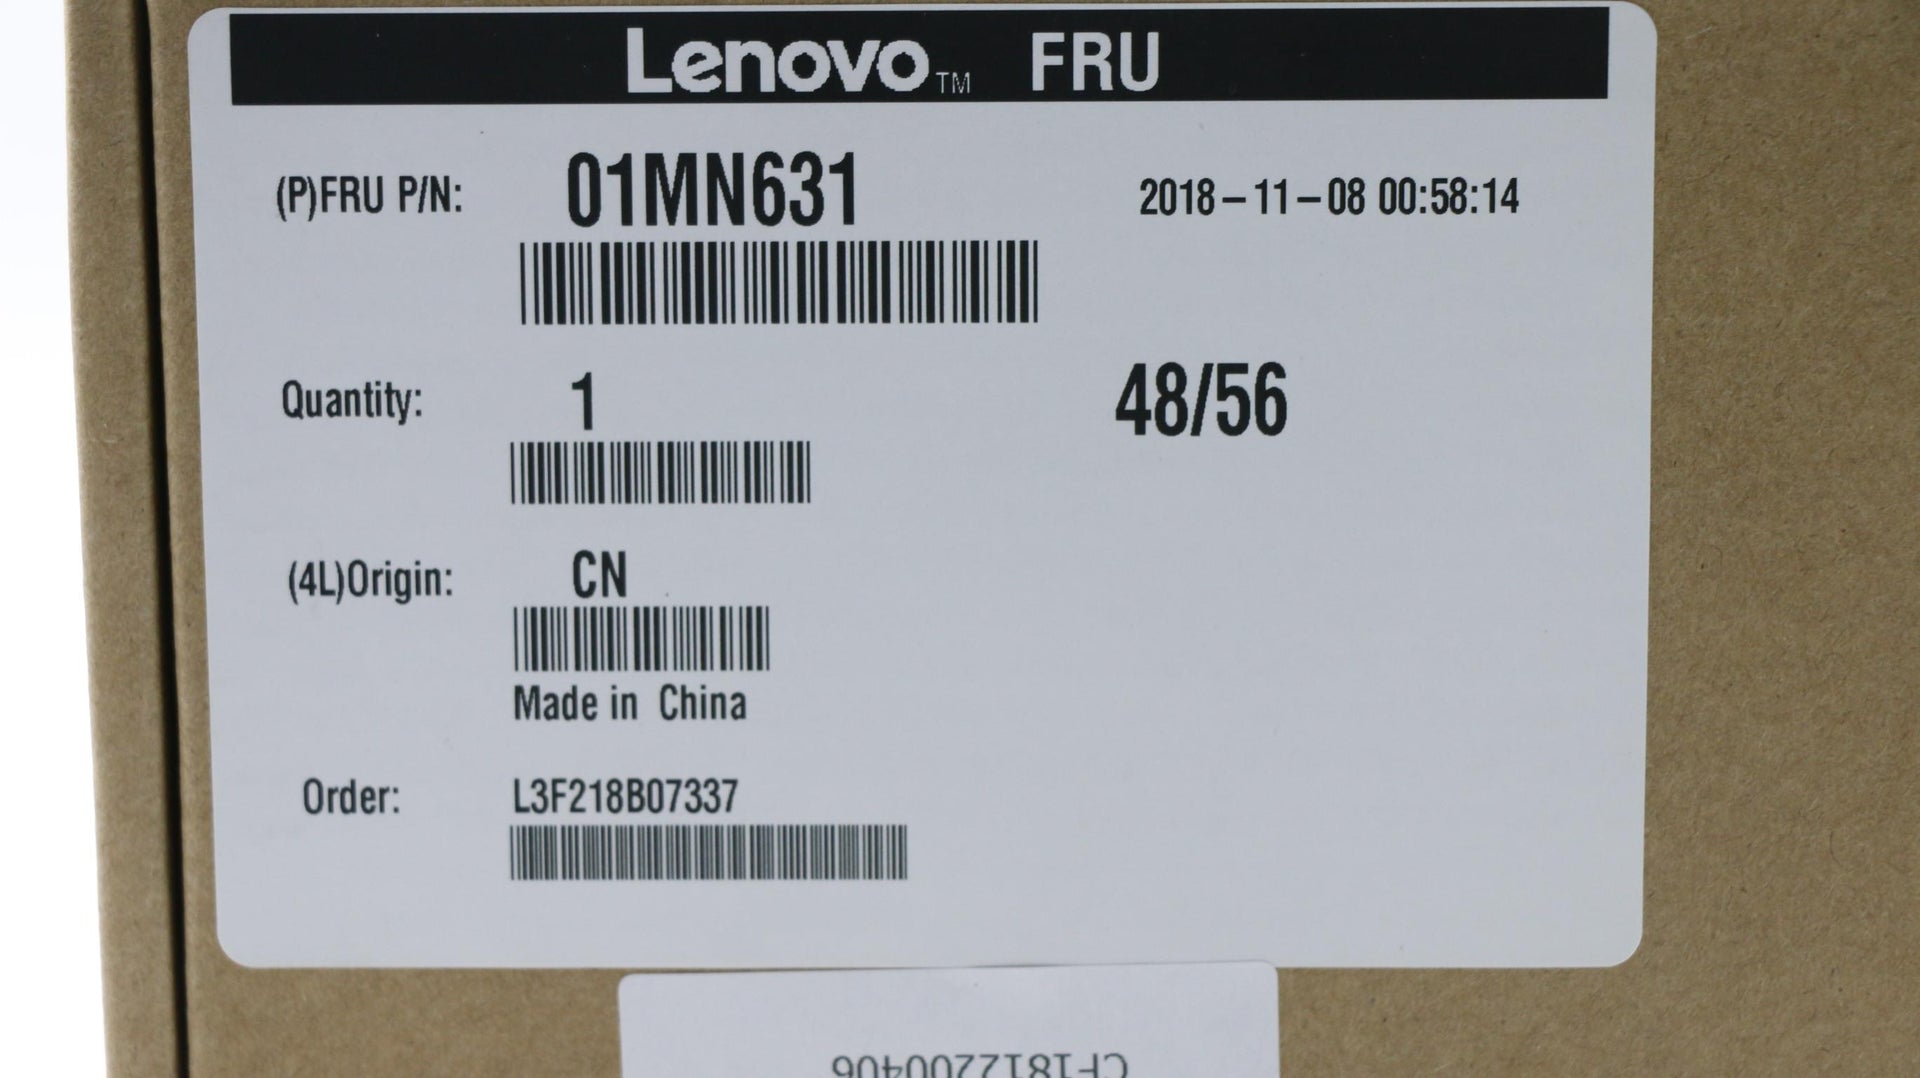 Lenovo™ FRU
(P)FRU P/N: 01MN631 2018-11-08 00:58:14
Quantity: 1 48/56
(4L)Origin: CN
Made in China
Order: L3F218B07337
CF1812200406